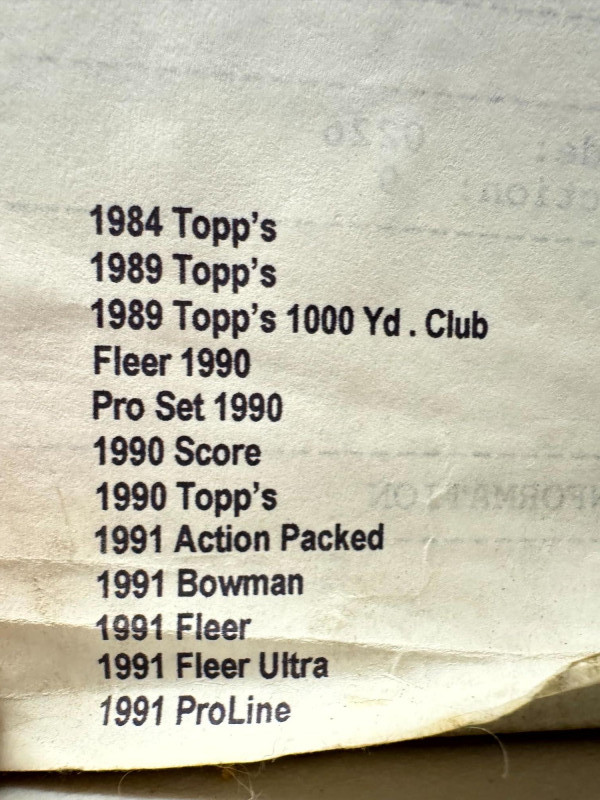 1984 Topp's
1989 Topp's
1989 Topp's 1000 Yd . Club
Fleer 1990
Pro Set 1990
1990 Score
1990 Topp's
1991 Action Packed
1991 Bowman
1991 Fleer
1991 Fleer Ultra
1991 ProLine